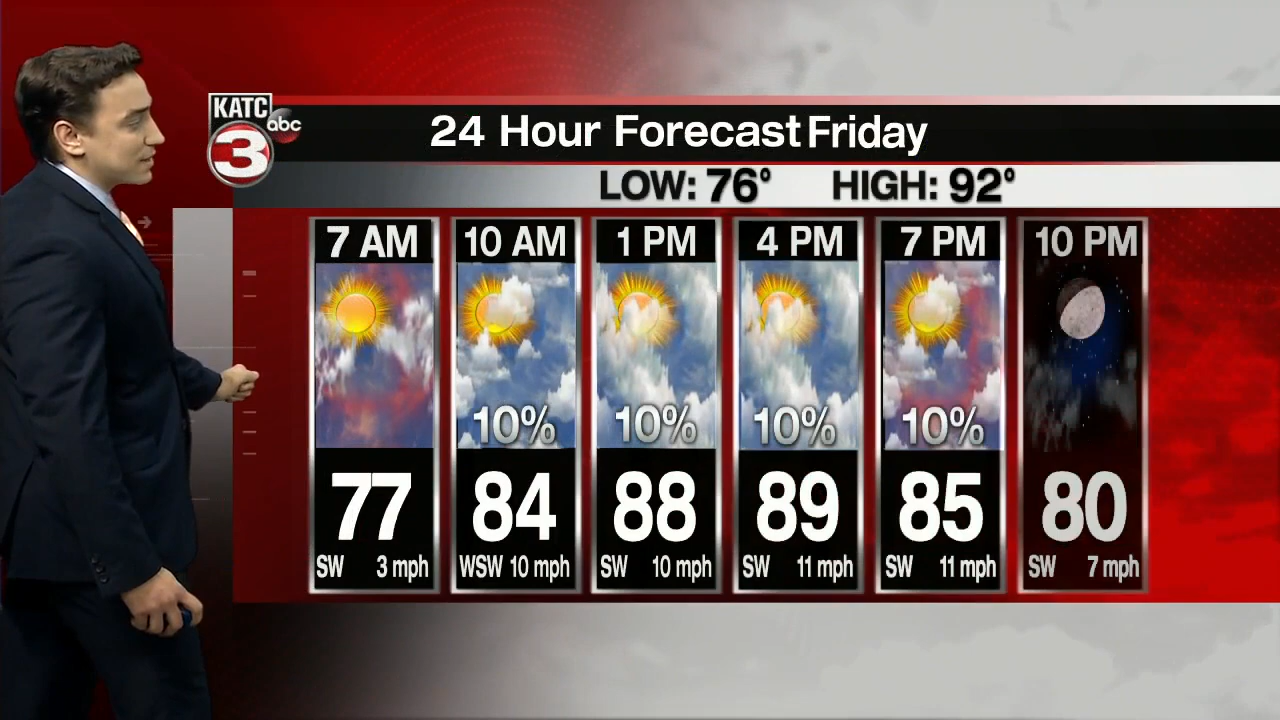 KATC
abc
3
24 Hour Forecast Friday
LOW: 76° HIGH: 92°
7 AM 10 AM 1 PM 4 PM 7 PM 10 PM
10% 10% 10% 10%
77 84 88 89 85 80
SW 3 mph WSW 10 mph SW 10 mph SW 11 mph SW 11 mph SW 7 mph